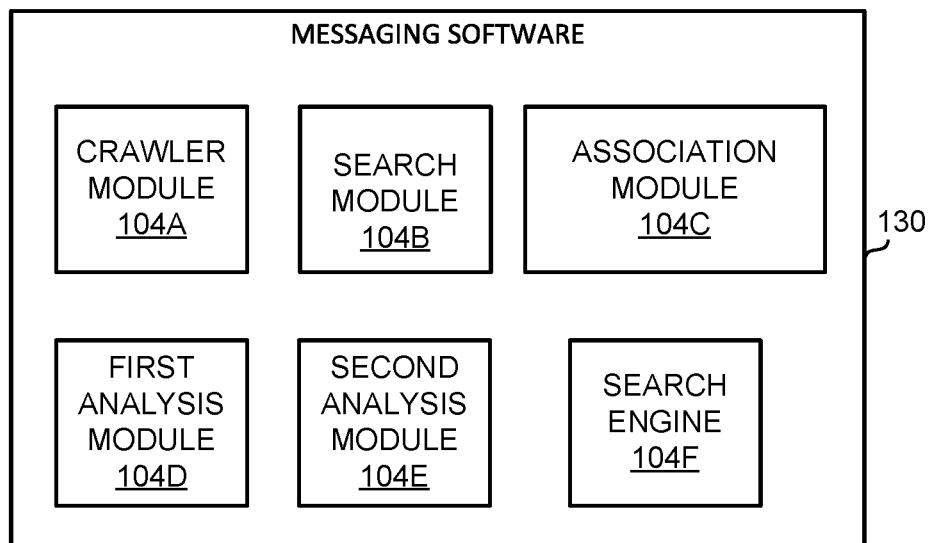 MESSAGING SOFTWARE
CRAWLER
MODULE
104A
SEARCH
MODULE
104B
ASSOCIATION
MODULE
104C
130
FIRST
ANALYSIS
MODULE
104D
SECOND
ANALYSIS
MODULE
104E
SEARCH
ENGINE
104F